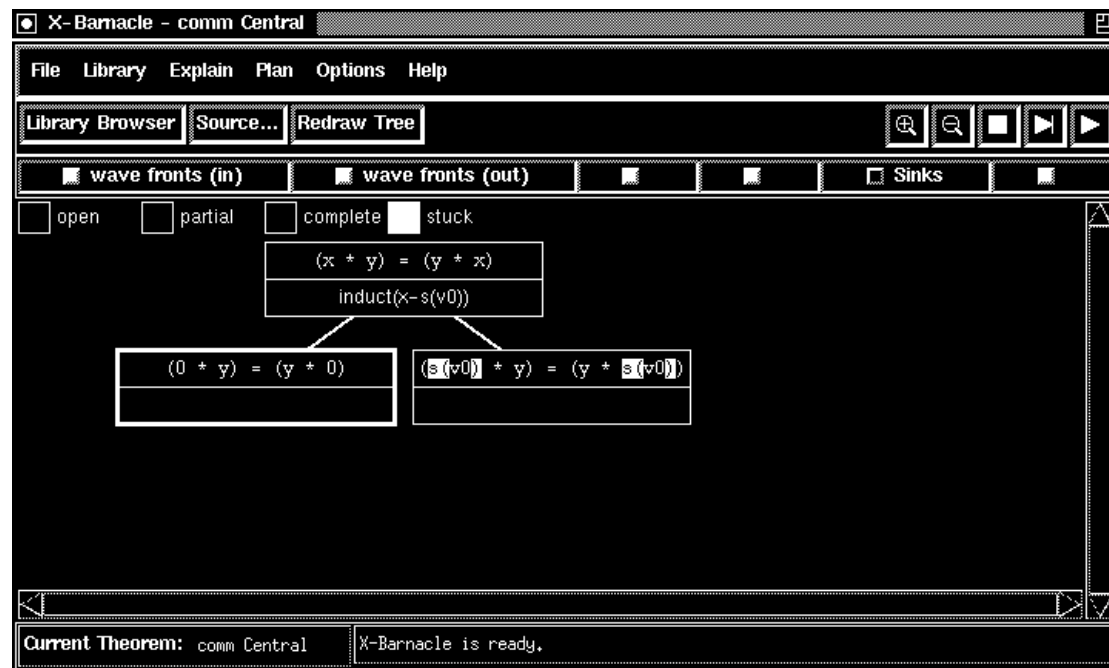 X-Barnacle - comm Central
File Library Explain Plan Options Help
Library Browser Source... Redraw Tree
wave fronts (in) wave fronts (out) Sinks
open partial complete stuck
(x * y) = (y * x)
induct(x-s(v0))
(0 * y) = (y * 0) (s(v0) * y) = (y * s(v0))
Current Theorem: comm Central X-Barnacle is ready.